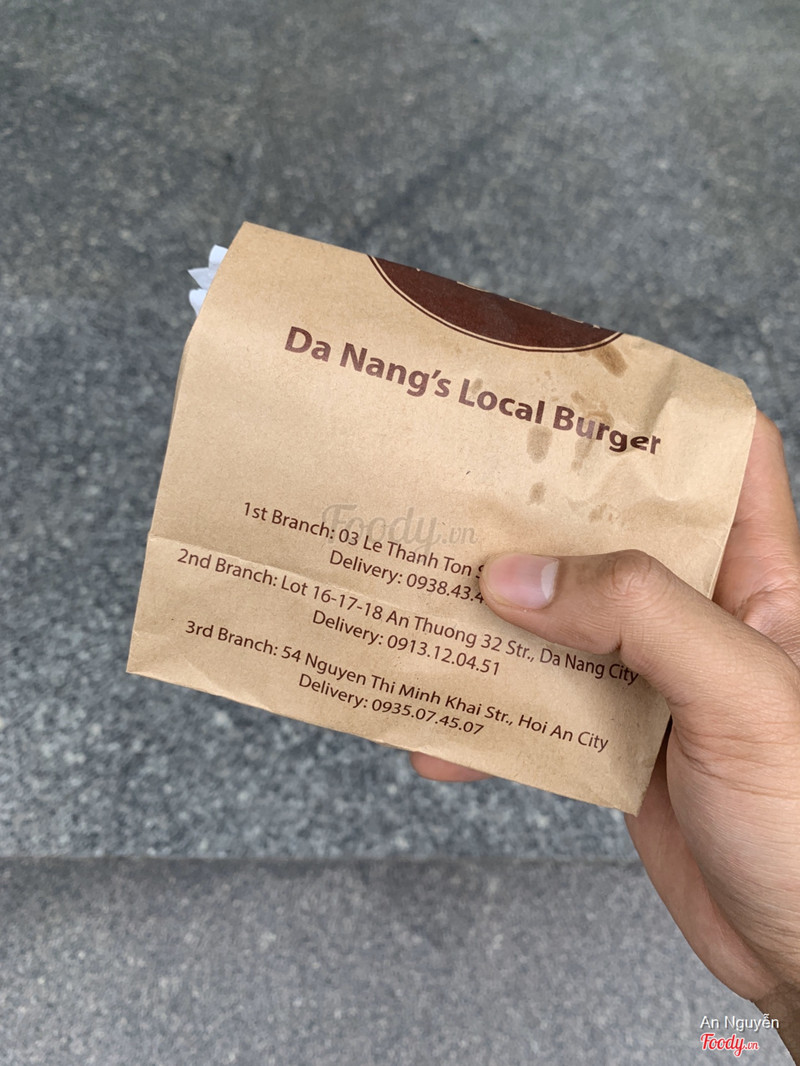 Da Nang's Local Burger
1st Branch: 03 Le Thanh Ton
Delivery: 0938.43.4
2nd Branch: Lot 16-17-18 An Thuong 32 Str., Da Nang City
Delivery: 0913.12.04.51
3rd Branch: 54 Nguyen Thi Minh Khai Str., Hoi An City
Delivery: 0935.07.45.07
Foody.vn
An Nguyễn
Foody.vn